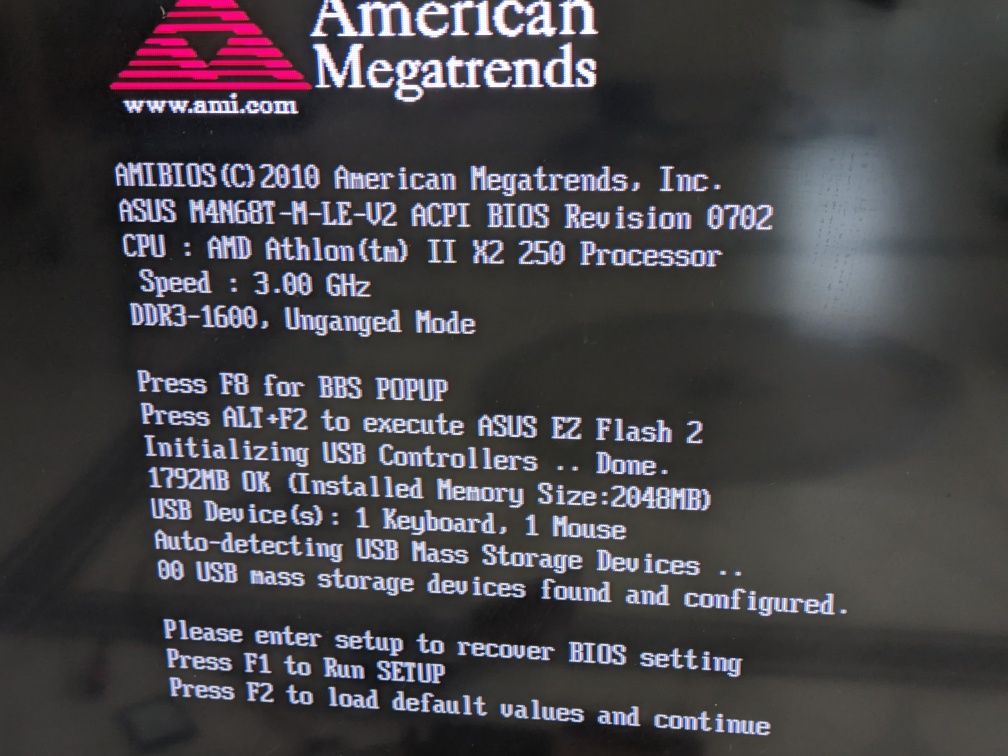 American
Megatrends
www.ami.com
AMIBIOS(C)2010 American Megatrends, Inc.
ASUS M4N68T-M-LE-V2 ACPI BIOS Revision 0702
CPU : AMD Athlon(tm) II X2 250 Processor
Speed : 3.00 GHz
DDR3-1600, Unganged Mode
Press F8 for BBS POPUP
Press ALT+F2 to execute ASUS EZ Flash 2
Initializing USB Controllers .. Done.
1792MB OK (Installed Memory Size:2048MB)
USB Device(s): 1 Keyboard, 1 Mouse
Auto-detecting USB Mass Storage Devices ..
00 USB mass storage devices found and configured.
Please enter setup to recover BIOS setting
Press F1 to Run SETUP
Press F2 to load default values and continue